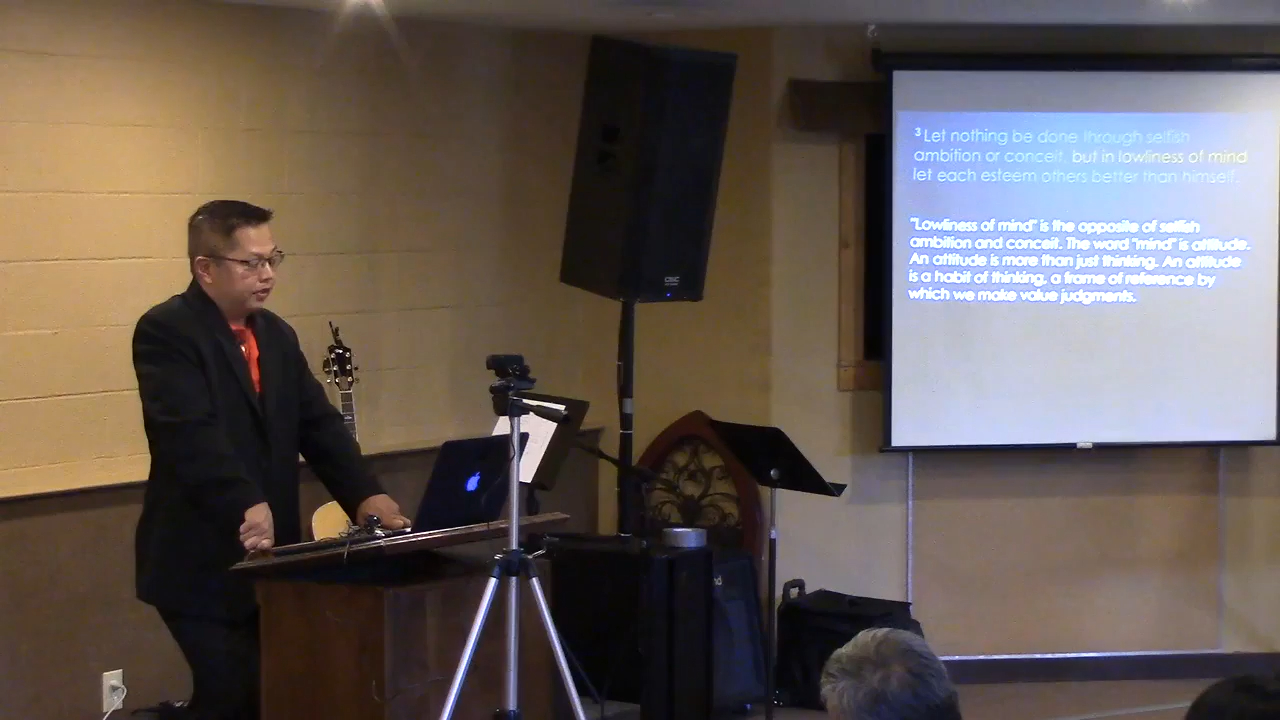 3 Let nothing be done through selfish
ambition or conceit, but in lowliness of mind
let each esteem others better than himself.
"Lowliness of mind" is the opposite of selfish
ambition and conceit. The word "mind" is attitude.
An attitude is more than just thinking. An attitude
is a habit of thinking, a frame of reference by
which we make value judgments.